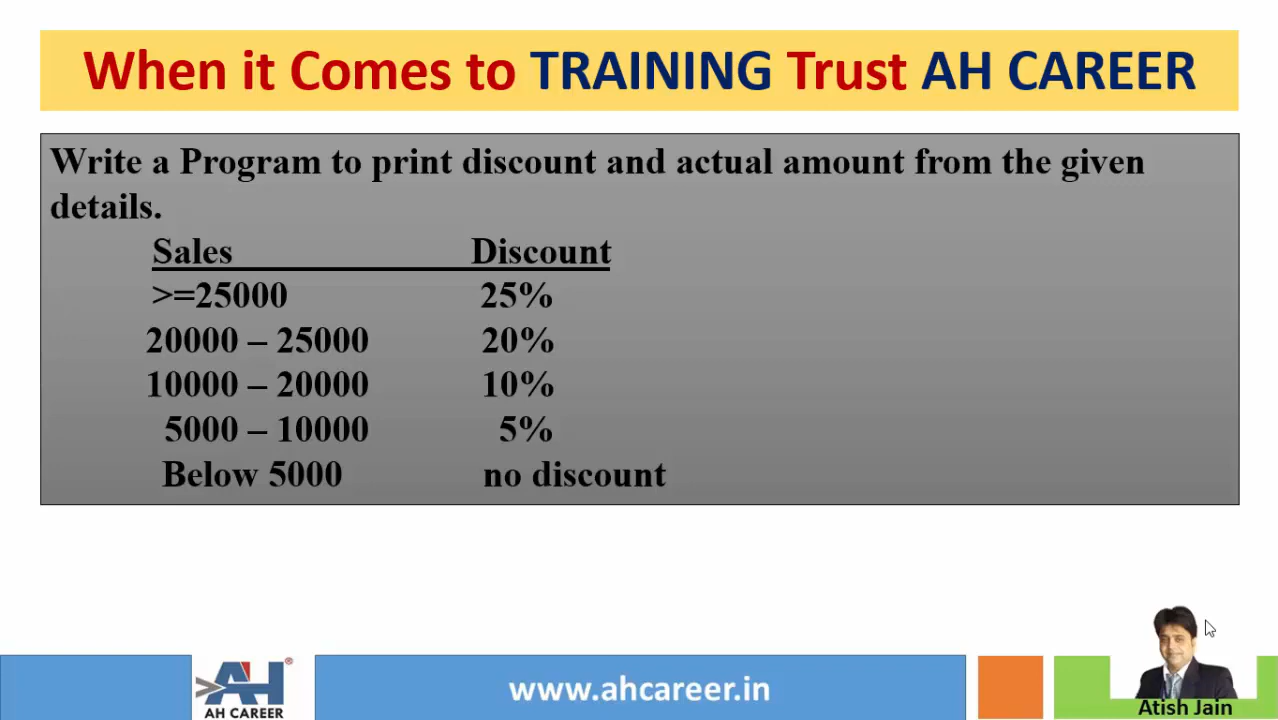 When it Comes to TRAINING Trust AH CAREER
Write a Program to print discount and actual amount from the given
details.
Sales Discount
>=25000 25%
20000 – 25000 20%
10000 – 20000 10%
5000 – 10000 5%
Below 5000 no discount
AH
®
AH CAREER
www.ahcareer.in
Atish Jain